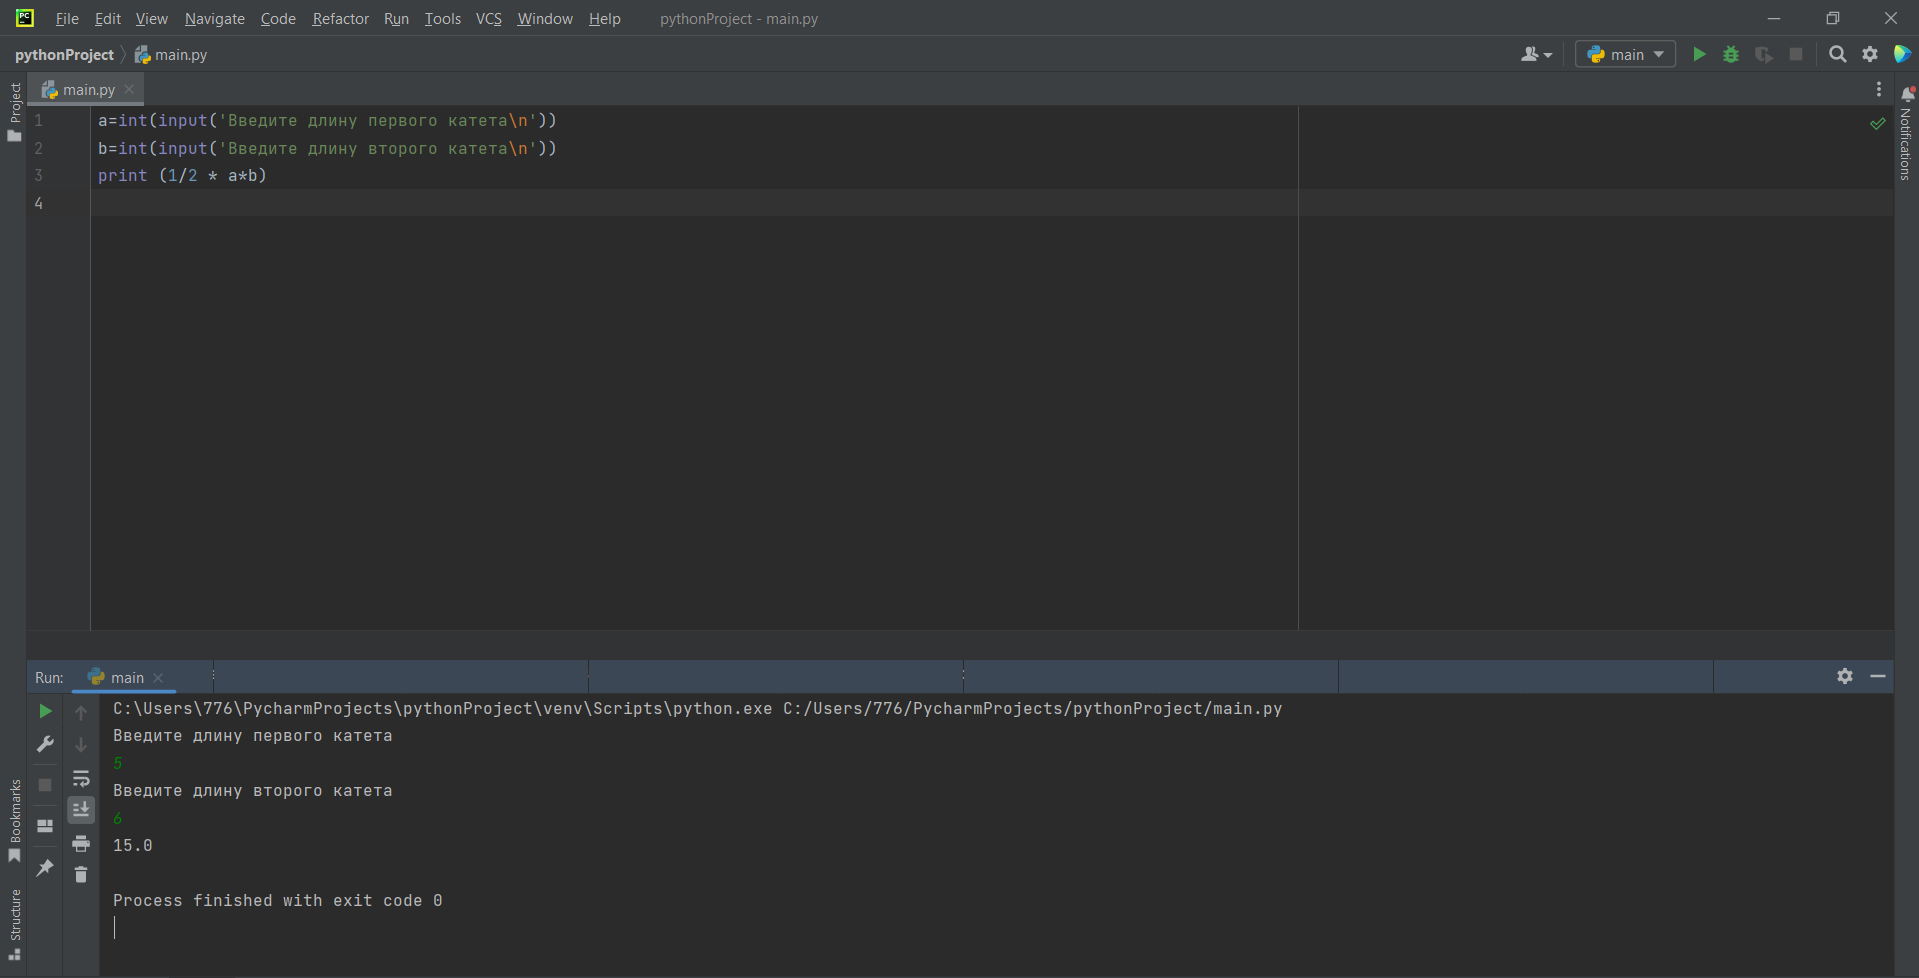 File Edit View Navigate Code Refactor Run Tools VCS Window Help pythonProject - main.py
pythonProject main.py
main
Project
main.py
Notifications
1 a=int(input('Введите длину первого катета\n'))
2 b=int(input('Введите длину второго катета\n'))
3 print (1/2 * a*b)
4
Run: main
C:\Users\776\PycharmProjects\pythonProject\venv\Scripts\python.exe C:/Users/776/PycharmProjects/pythonProject/main.py
Введите длину первого катета
5
Введите длину второго катета
6
15.0
Process finished with exit code 0
Bookmarks
Structure